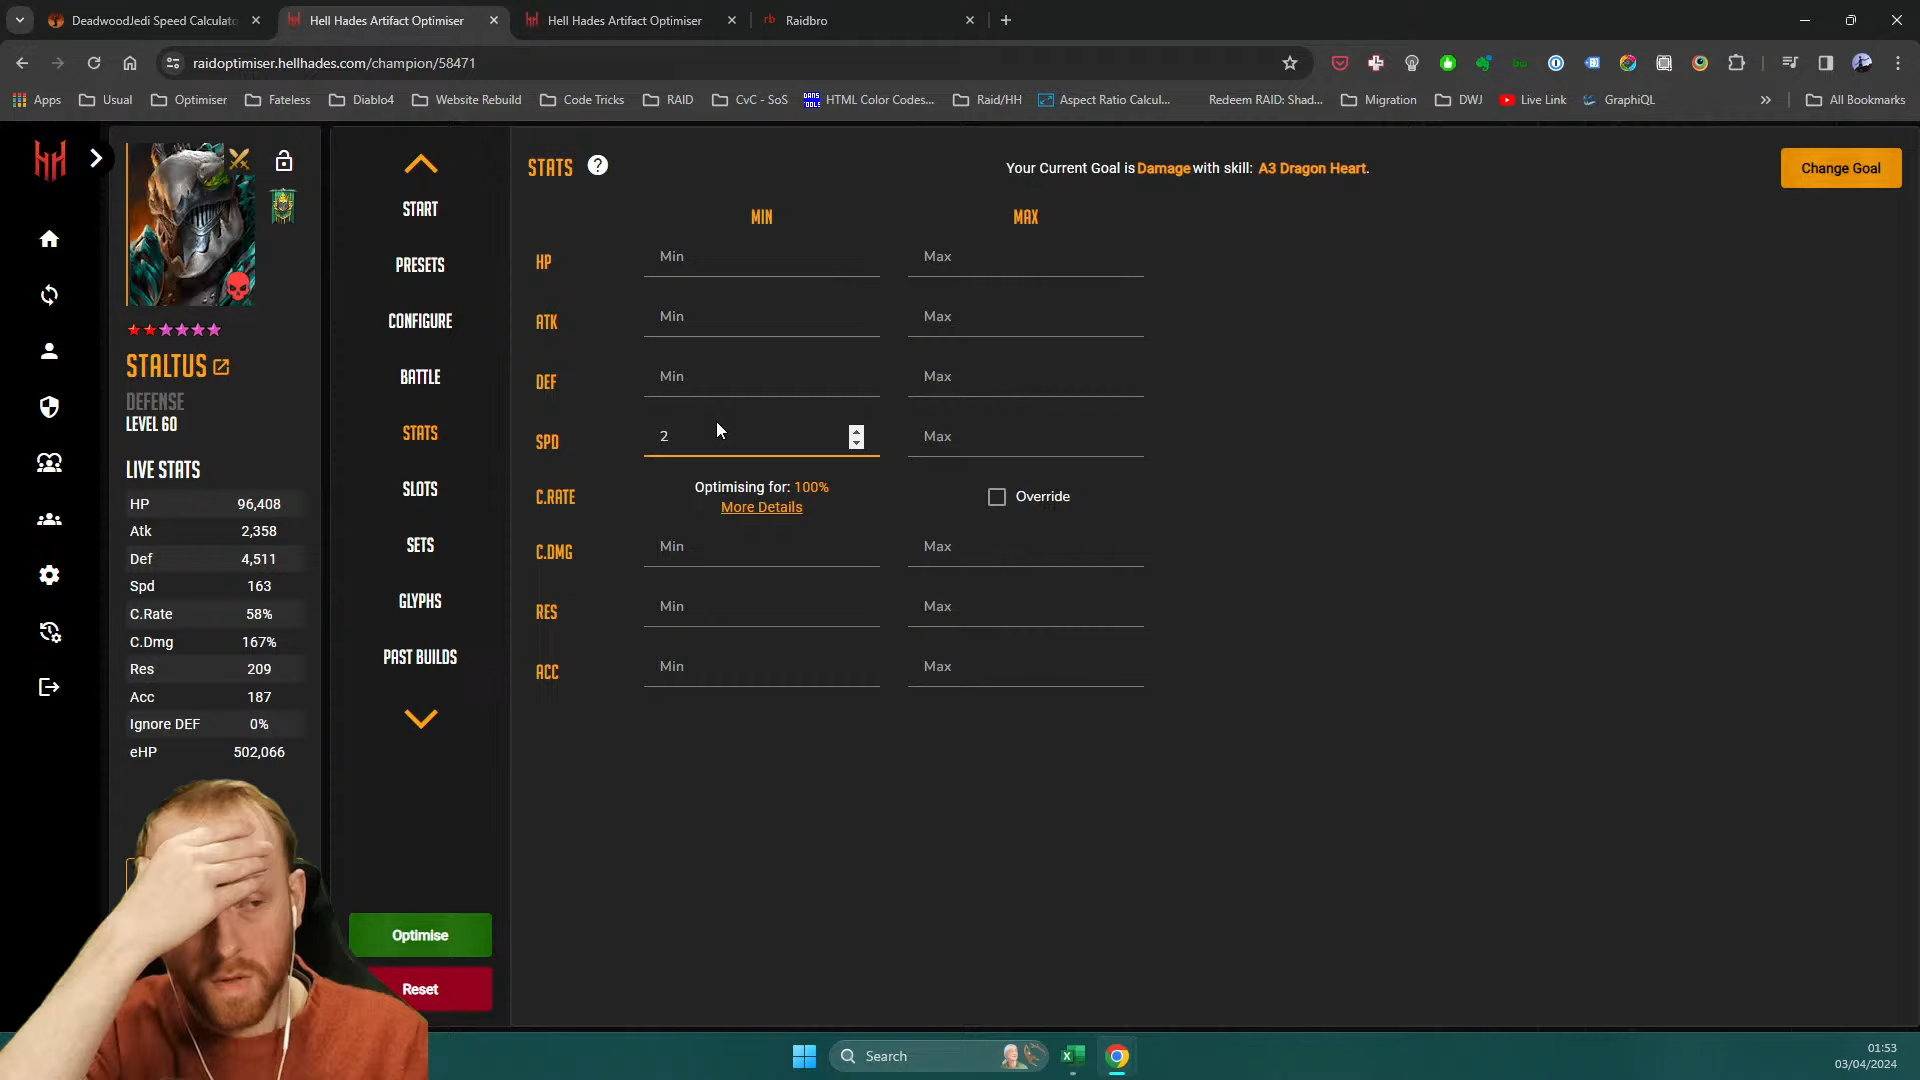 DeadwoodJedi Speed Calculato
Hell Hades Artifact Optimiser
Hell Hades Artifact Optimiser
rb Raidbro
raidoptimiser.hellhades.com/champion/58471
Apps
Usual
Optimiser
Fateless
Diablo4
Website Rebuild
Code Tricks
RAID
CvC - SoS
HTML Color Codes...
Raid/HH
Aspect Ratio Calcul...
Redeem RAID: Shad...
Migration
DWJ
Live Link
GraphiQL
All Bookmarks
STALTUS
DEFENSE
LEVEL 60
LIVE STATS
HP 96,408
Atk 2,358
Def 4,511
Spd 163
C.Rate 58%
C.Dmg 167%
Res 209
Acc 187
Ignore DEF 0%
eHP 502,066
START
PRESETS
CONFIGURE
BATTLE
STATS
SLOTS
SETS
GLYPHS
PAST BUILDS
Optimise
Reset
STATS ?
Your Current Goal is Damage with skill: A3 Dragon Heart.
Change Goal
MIN MAX
HP Min Max
ATK Min Max
DEF Min Max
SPD 2 Max
C.RATE Optimising for: 100% Override
More Details
C.DMG Min Max
RES Min Max
ACC Min Max
Search
01:53
03/04/2024